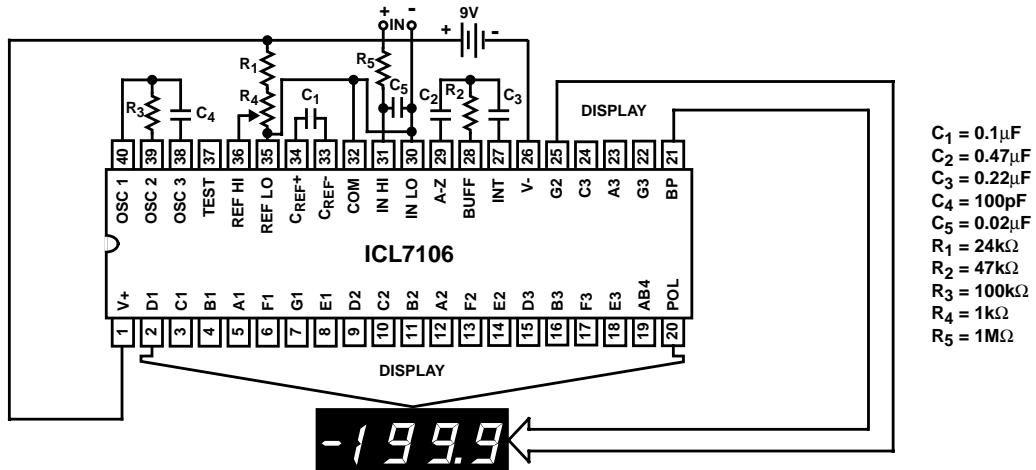 + IN -
9V
+ -
R1
R5
C5
R4
C1
C2
R2
C3
R3
C4
DISPLAY
40 39 38 37 36 35 34 33 32 31 30 29 28 27 26 25 24 23 22 21
OSC 1 OSC 2 OSC 3 TEST REF HI REF LO CREF+ CREF- COM IN HI IN LO A-Z BUFF INT V- G2 C3 A3 G3 BP
ICL7106
V+ D1 C1 B1 A1 F1 G1 E1 D2 C2 B2 A2 F2 E2 D3 B3 F3 E3 AB4 POL
1 2 3 4 5 6 7 8 9 10 11 12 13 14 15 16 17 18 19 20
DISPLAY
-199.9
C1 = 0.1μF
C2 = 0.47μF
C3 = 0.22μF
C4 = 100pF
C5 = 0.02μF
R1 = 24kΩ
R2 = 47kΩ
R3 = 100kΩ
R4 = 1kΩ
R5 = 1MΩ